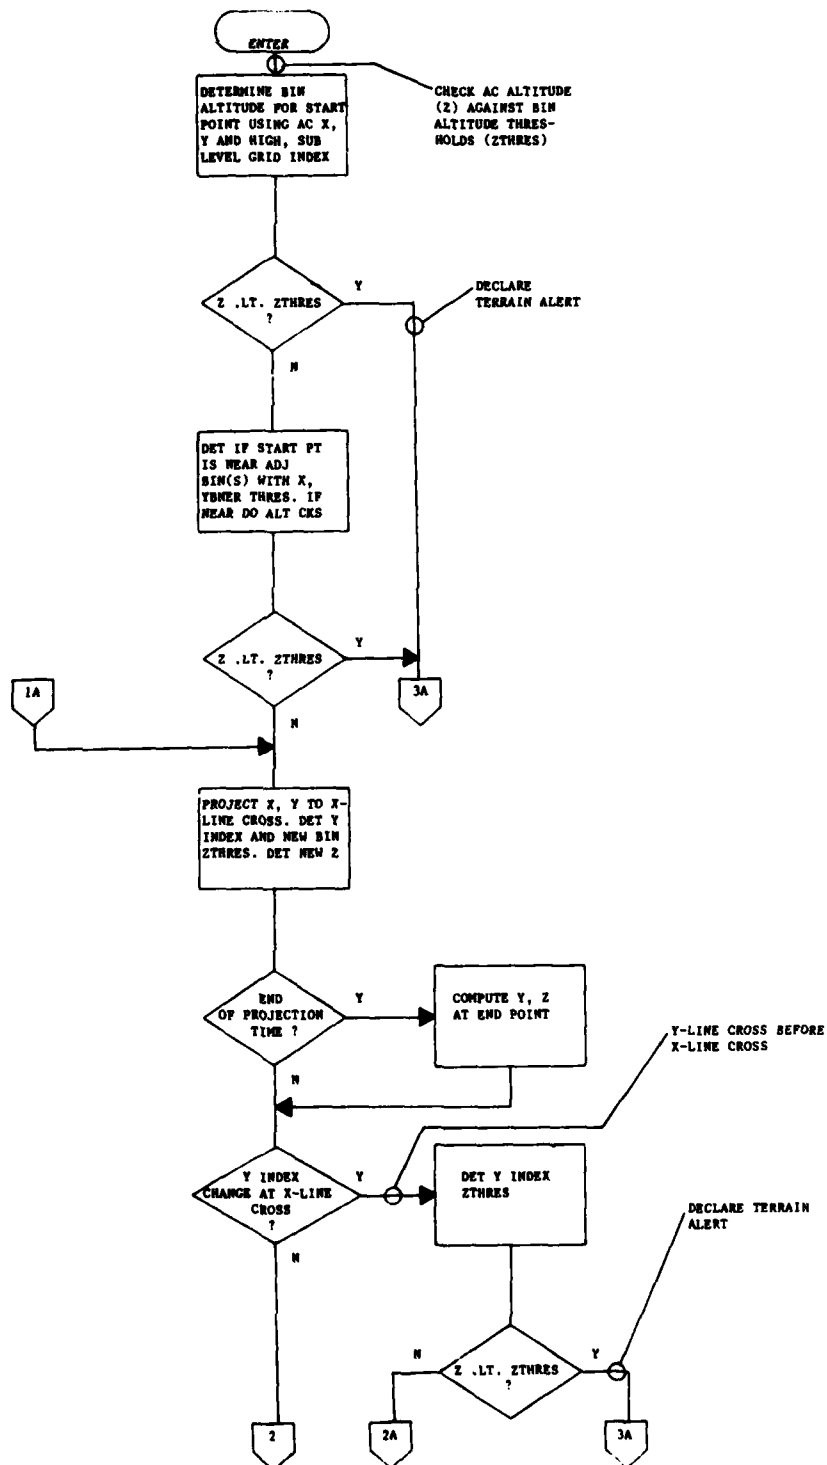 ENTER
DETERMINE BIN
ALTITUDE FOR START
POINT USING AC X,
Y AND HIGH, SUB
LEVEL GRID INDEX
CHECK AC ALTITUDE
(Z) AGAINST BIN
ALTITUDE THRES-
HOLDS (ZTHRES)
Z .LT. ZTHRES
?
Y
N
DECLARE
TERRAIN ALERT
DET IF START PT
IS NEAR ADJ
BIN(S) WITH X,
YBNER THRES. IF
NEAR DO ALT CKS
Z .LT. ZTHRES
?
Y
N
1A
3A
PROJECT X, Y TO X-
LINE CROSS. DET Y
INDEX AND NEW BIN
ZTHRES. DET NEW Z
END
OF PROJECTION
TIME ?
Y
N
COMPUTE Y, Z
AT END POINT
Y-LINE CROSS BEFORE
X-LINE CROSS
Y INDEX
CHANGE AT X-LINE
CROSS
?
Y
N
DET Y INDEX
ZTHRES
DECLARE TERRAIN
ALERT
N
Z .LT. ZTHRES
?
Y
2
2A
3A